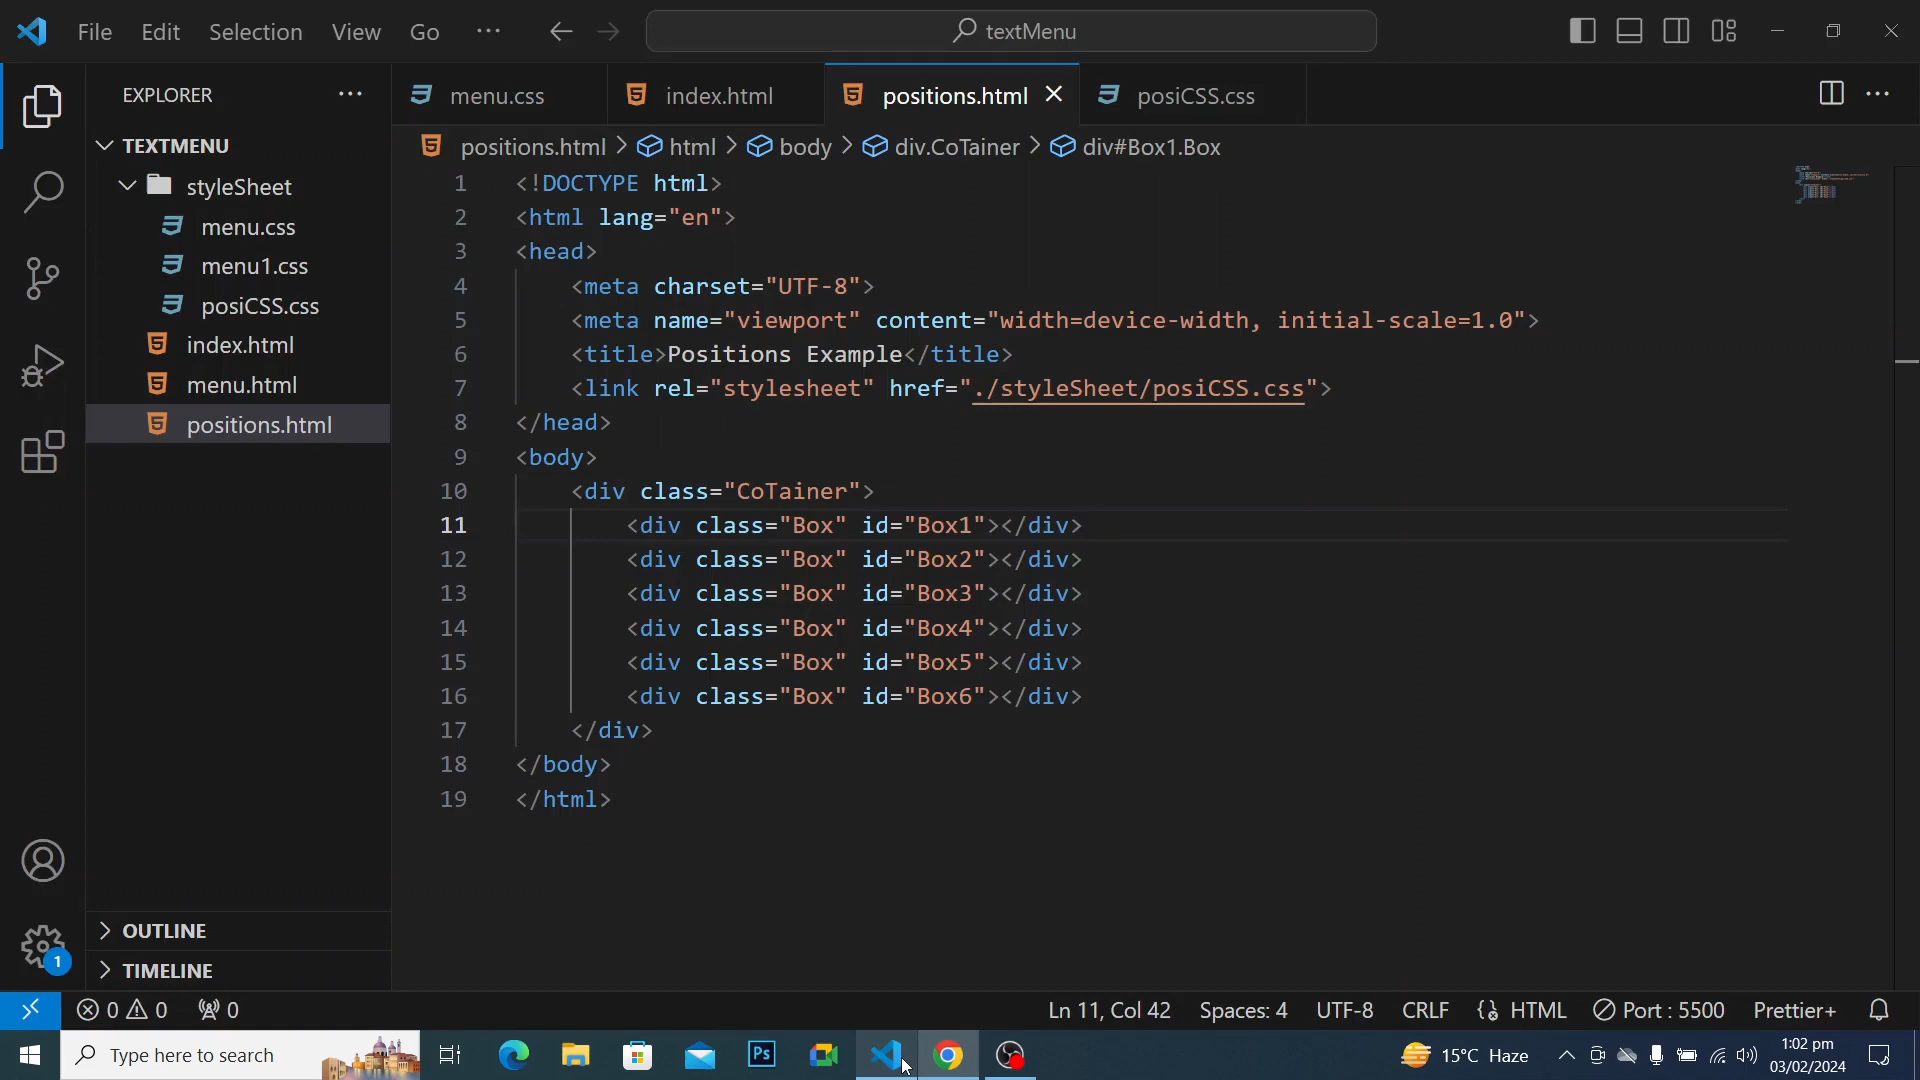 File Edit Selection View Go ··· textMenu
EXPLORER ···
TEXTMENU
styleSheet
menu.css
menu1.css
posiCSS.css
index.html
menu.html
positions.html
OUTLINE
TIMELINE
1
menu.css index.html positions.html posiCSS.css
positions.html > html > body > div.CoTainer > div#Box1.Box
1 <!DOCTYPE html>
2 <html lang="en">
3 <head>
4 <meta charset="UTF-8">
5 <meta name="viewport" content="width=device-width, initial-scale=1.0">
6 <title>Positions Example</title>
7 <link rel="stylesheet" href="./styleSheet/posiCSS.css">
8 </head>
9 <body>
10 <div class="CoTainer">
11 <div class="Box" id="Box1"></div>
12 <div class="Box" id="Box2"></div>
13 <div class="Box" id="Box3"></div>
14 <div class="Box" id="Box4"></div>
15 <div class="Box" id="Box5"></div>
16 <div class="Box" id="Box6"></div>
17 </div>
18 </body>
19 </html>
0 0 0 Ln 11, Col 42 Spaces: 4 UTF-8 CRLF HTML Port : 5500 Prettier+
Type here to search Ps 15°C Haze 1:02 pm
03/02/2024